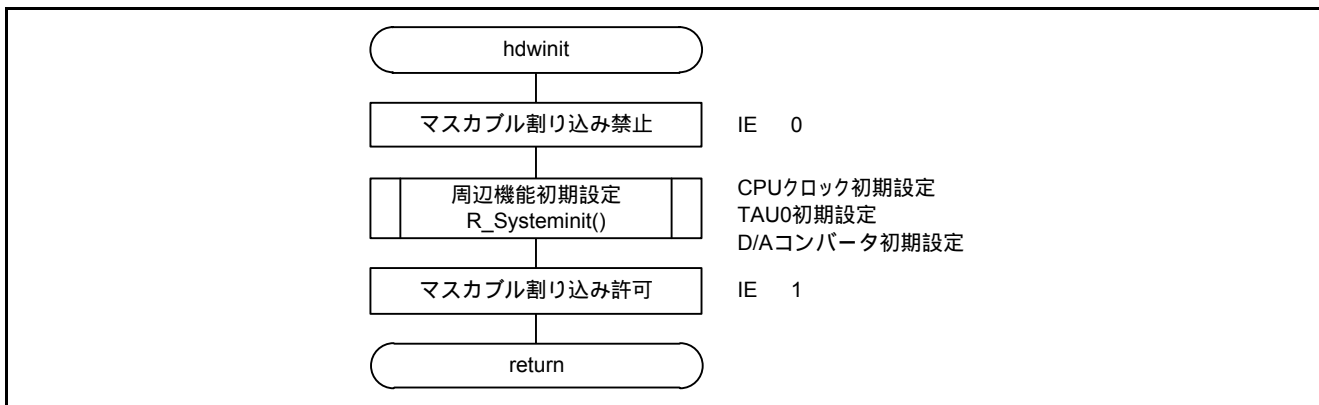 hdwinit
マスカブル割り込み禁止 IE 0
周辺機能初期設定
R_Systeminit()
CPUクロック初期設定
TAU0初期設定
D/Aコンバータ初期設定
マスカブル割り込み許可 IE 1
return